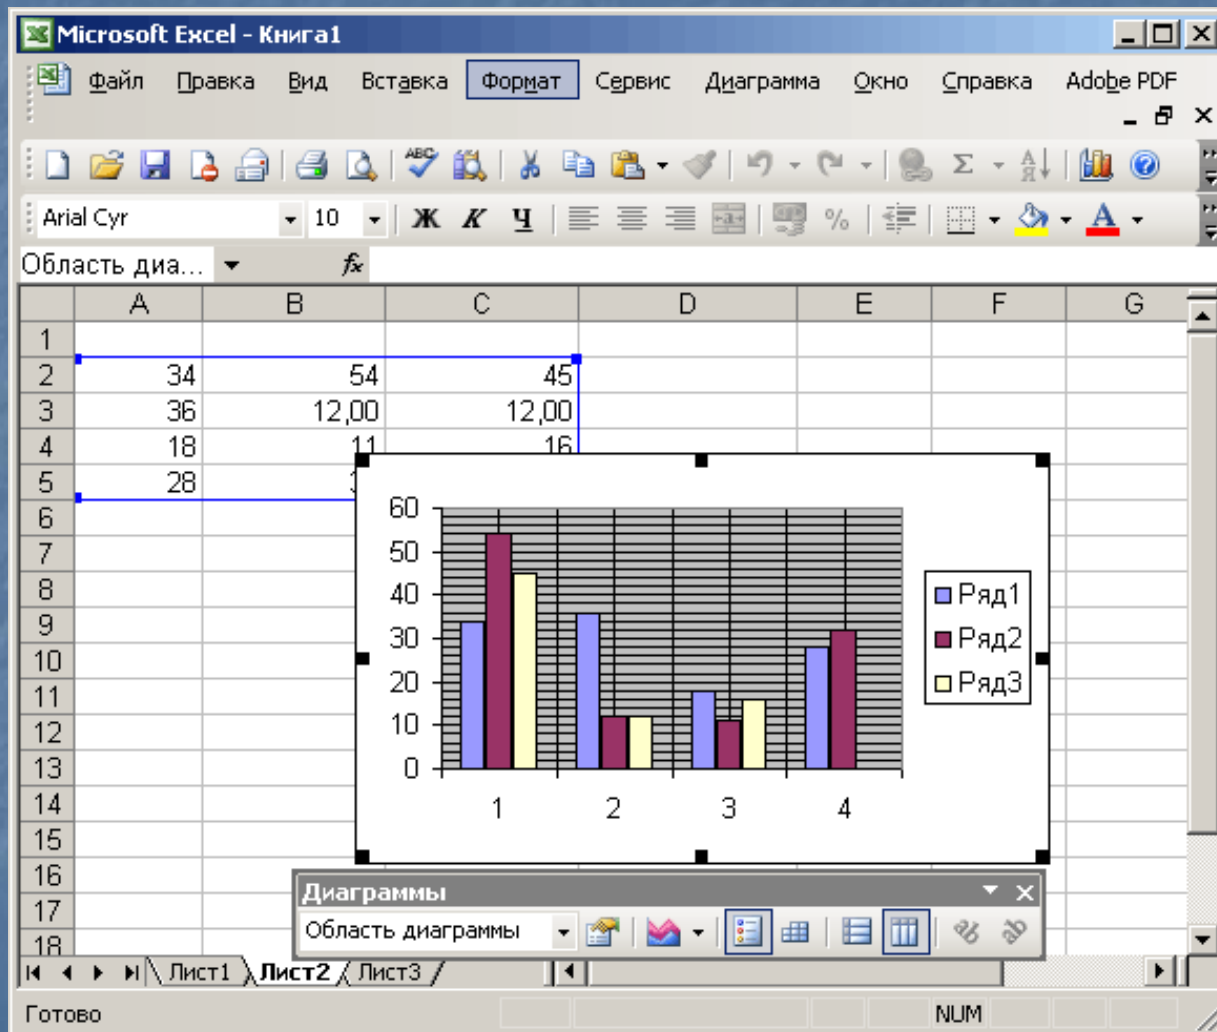 Microsoft Excel - Книга1
Файл Правка Вид Вставка Формат Сервис Диаграмма Окно Справка Adobe PDF
ABC Σ А Я
Arial Cyr 10 Ж К Ч % A
Область диа... fx
A B C D E F G
1
2 34 54 45
3 36 12,00 12,00
4 18 11 16
5 28
6
7
8
9
10
11
12
13
14
15
16
17
18
60
50
40
30
20
10
0
1 2 3 4
Ряд1
Ряд2
Ряд3
Диаграммы
Область диаграммы
Лист1 Лист2 Лист3
Готово NUM